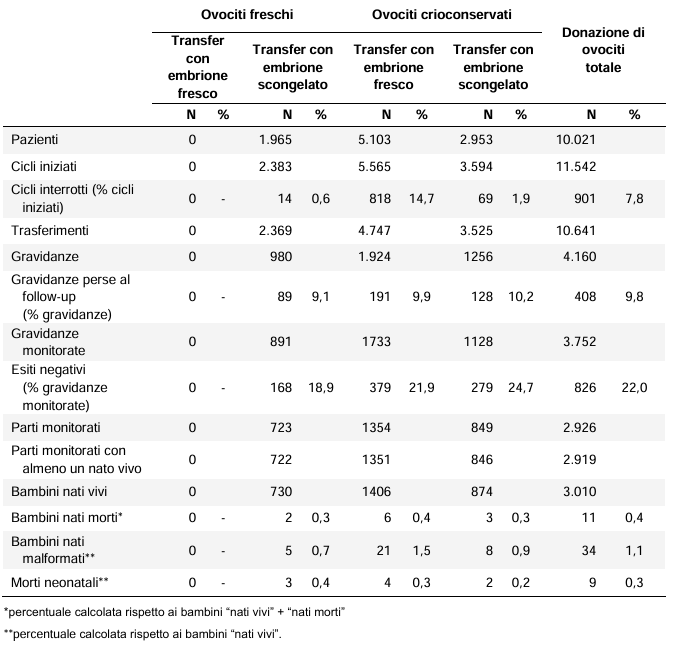 Ovociti freschi Ovociti crioconservati Donazione di ovociti totale
Transfer con embrione fresco Transfer con embrione scongelato Transfer con embrione fresco Transfer con embrione scongelato
N % N % N % N % N %
Pazienti 0 1.965 5.103 2.953 10.021
Cicli iniziati 0 2.383 5.565 3.594 11.542
Cicli interrotti (% cicli
iniziati) 0 - 14 0,6 818 14,7 69 1,9 901 7,8
Trasferimenti 0 2.369 4.747 3.525 10.641
Gravidanze 0 980 1.924 1256 4.160
Gravidanze perse al
follow-up 0 - 89 9,1 191 9,9 128 10,2 408 9,8
(% gravidanze)
Gravidanze
monitorate 0 891 1733 1128 3.752
Esiti negativi
(% gravidanze 0 - 168 18,9 379 21,9 279 24,7 826 22,0
monitorate)
Parti monitorati 0 723 1354 849 2.926
Parti monitorati con
almeno un nato vivo 0 722 1351 846 2.919
Bambini nati vivi 0 730 1406 874 3.010
Bambini nati morti* 0 - 2 0,3 6 0,4 3 0,3 11 0,4
Bambini nati
malformati** 0 - 5 0,7 21 1,5 8 0,9 34 1,1
Morti neonatali** 0 - 3 0,4 4 0,3 2 0,2 9 0,3
*percentuale calcolata rispetto ai bambini “nati vivi” + “nati morti”
**percentuale calcolata rispetto ai bambini “nati vivi”.